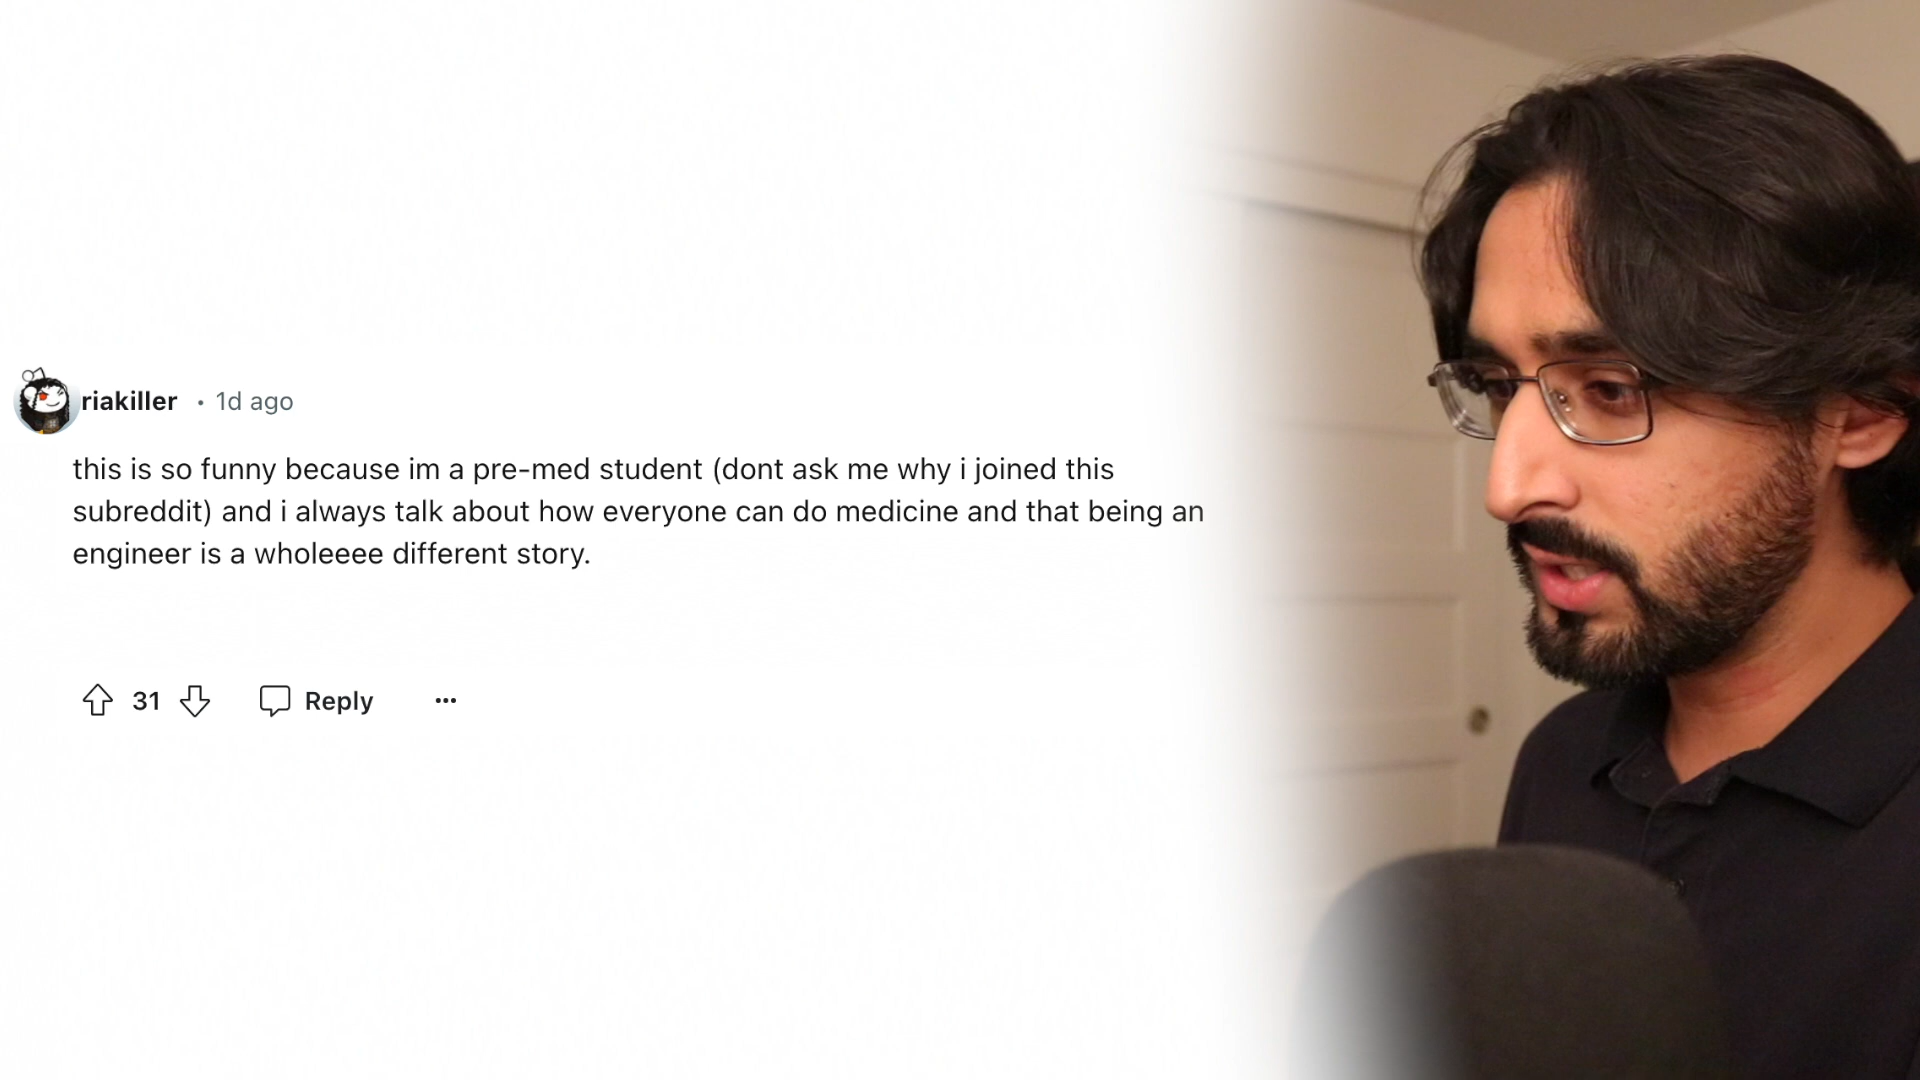 riakiller • 1d ago
this is so funny because im a pre-med student (dont ask me why i joined this
subreddit) and i always talk about how everyone can do medicine and that being an
engineer is a wholeeee different story.
31 Reply ...